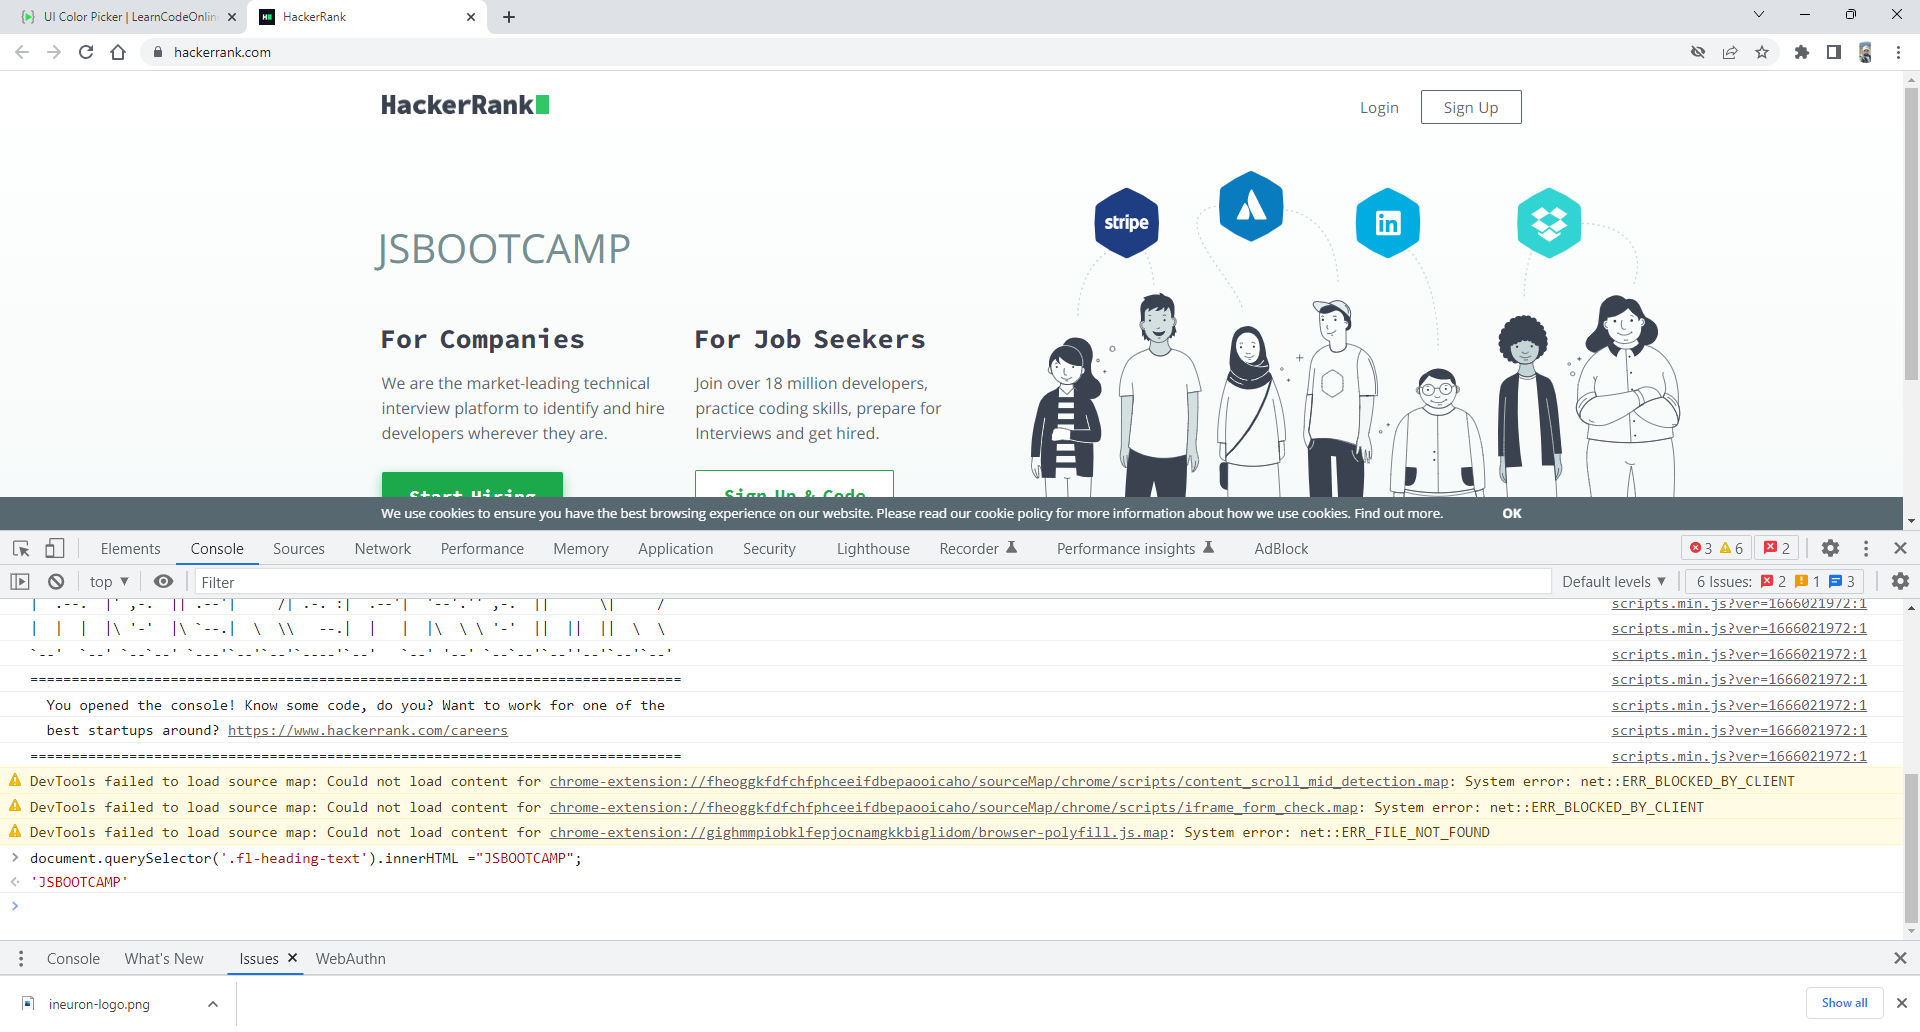 UI Color Picker | LearnCodeOnlin
HackerRank
hackerrank.com
HackerRank
Login
Sign Up
stripe
in
JSBOOTCAMP
For Companies
For Job Seekers
We are the market-leading technical
interview platform to identify and hire
developers wherever they are.
Join over 18 million developers,
practice coding skills, prepare for
Interviews and get hired.
Start Hiring
Sign Up & Code
We use cookies to ensure you have the best browsing experience on our website. Please read our cookie policy for more information about how we use cookies. Find out more.
OK
Elements
Console
Sources
Network
Performance
Memory
Application
Security
Lighthouse
Recorder
Performance insights
AdBlock
3
6
2
top
Filter
Default levels
6 Issues:
2
1
3
scripts.min.js?ver=1666021972:1
scripts.min.js?ver=1666021972:1
scripts.min.js?ver=1666021972:1
=============================================================================== scripts.min.js?ver=1666021972:1
You opened the console! Know some code, do you? Want to work for one of the scripts.min.js?ver=1666021972:1
best startups around? https://www.hackerrank.com/careers scripts.min.js?ver=1666021972:1
=============================================================================== scripts.min.js?ver=1666021972:1
DevTools failed to load source map: Could not load content for chrome-extension://fheoggkfdfchfphceeifdbepaooicaho/sourceMap/chrome/scripts/content_scroll_mid_detection.map: System error: net::ERR_BLOCKED_BY_CLIENT
DevTools failed to load source map: Could not load content for chrome-extension://fheoggkfdfchfphceeifdbepaooicaho/sourceMap/chrome/scripts/iframe_form_check.map: System error: net::ERR_BLOCKED_BY_CLIENT
DevTools failed to load source map: Could not load content for chrome-extension://gighmmpiobklfepjocnamgkkbiglidom/browser-polyfill.js.map: System error: net::ERR_FILE_NOT_FOUND
document.querySelector('.fl-heading-text').innerHTML ="JSBOOTCAMP";
'JSBOOTCAMP'
Console
What's New
Issues
WebAuthn
ineuron-logo.png
Show all